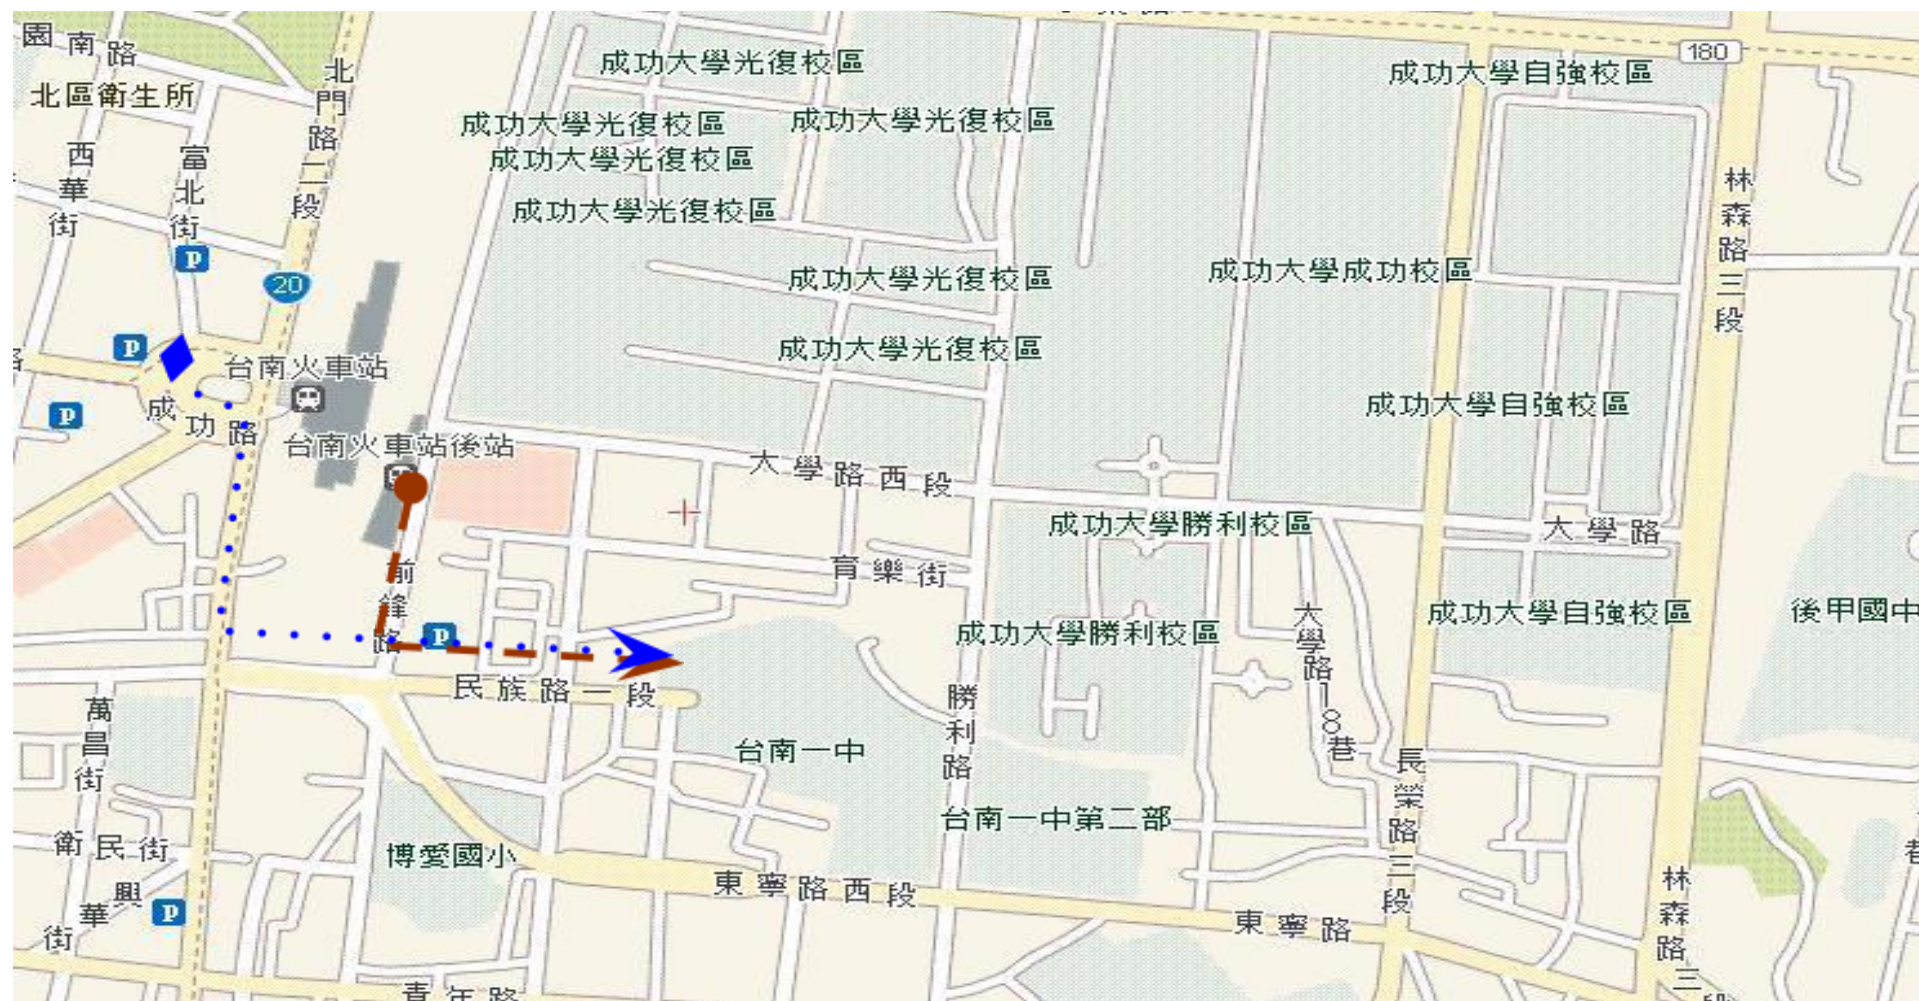 園南路
北區衛生所
西華街
富北街
北門路二段
P
20
P
P
台南火車站
成功路
台南火車站後站
成功大學光復校區
成功大學光復校區
成功大學光復校區
成功大學光復校區
成功大學光復校區
成功大學光復校區
成功大學光復校區
成功大學自強校區
180
林森路三段
成功大學成功校區
成功大學自強校區
大學路西段
成功大學勝利校區
大學路
育樂街
前鋒路
P
成功大學勝利校區
大學路18巷
成功大學自強校區
後甲國中
民族路一段
萬昌街
台南一中
勝利路
長榮路三段
台南一中第二部
衛民街
博愛國小
東寧路西段
東寧路
興華街
P
林森路三段
青年路
巷